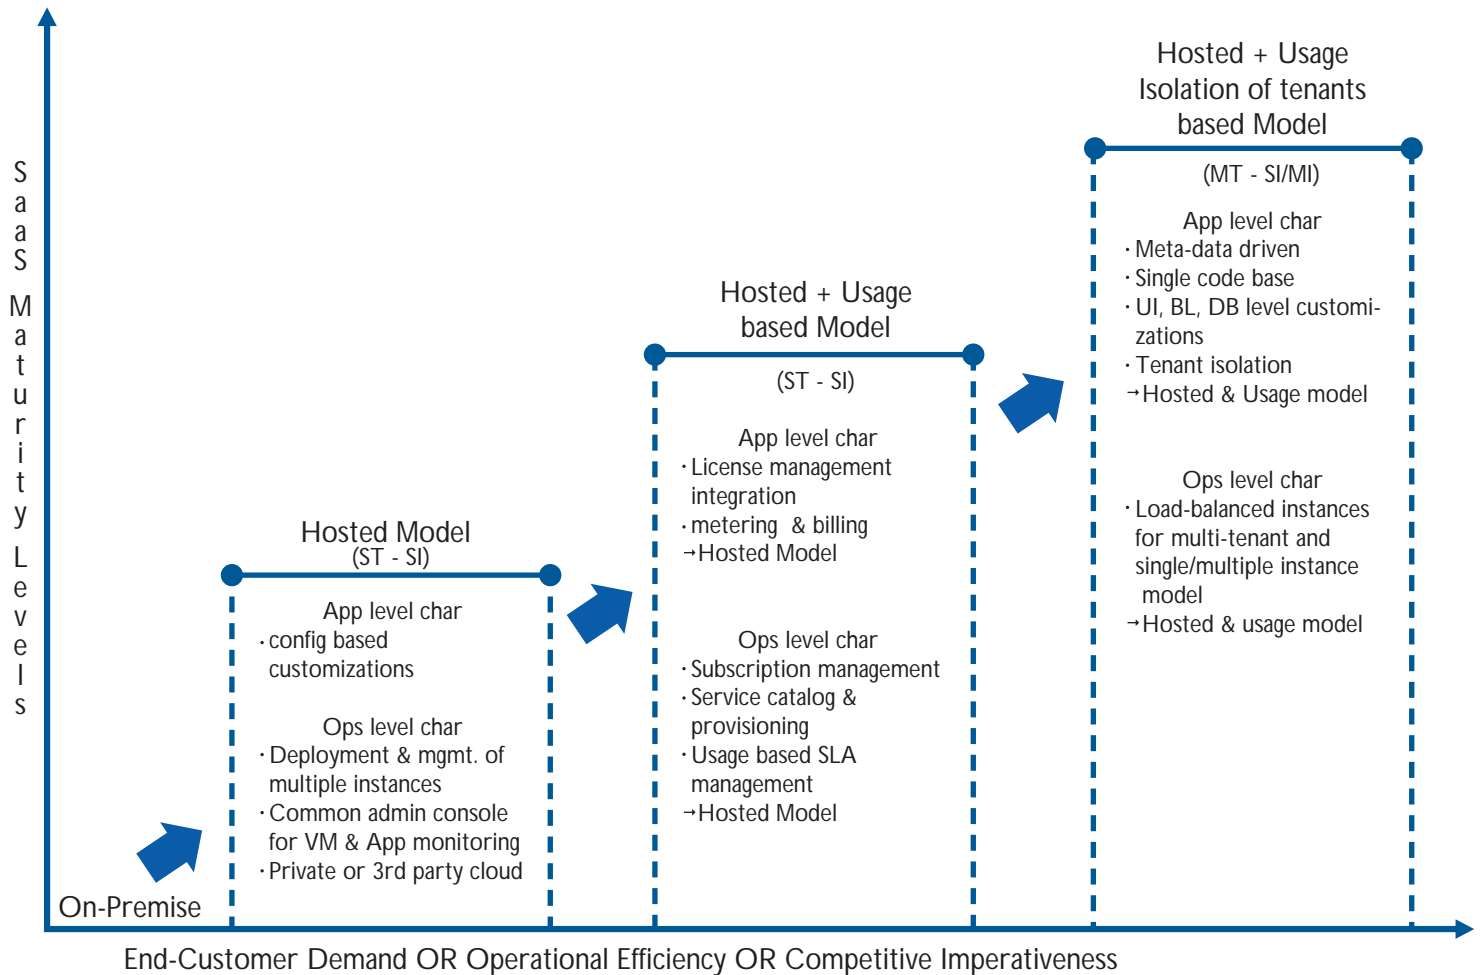 SaaS Maturity Levels
On-Premise
Hosted Model
(ST - SI)
App level char
· config based
customizations
Ops level char
· Deployment & mgmt. of
multiple instances
· Common admin console
for VM & App monitoring
· Private or 3rd party cloud
Hosted + Usage
based Model
(ST - SI)
App level char
· License management
integration
· metering & billing
→Hosted Model
Ops level char
· Subscription management
· Service catalog &
provisioning
· Usage based SLA
management
→Hosted Model
Hosted + Usage
Isolation of tenants
based Model
(MT - SI/MI)
App level char
· Meta-data driven
· Single code base
· UI, BL, DB level customi-
zations
· Tenant isolation
→Hosted & Usage model
Ops level char
· Load-balanced instances
for multi-tenant and
single/multiple instance
model
→Hosted & usage model
End-Customer Demand OR Operational Efficiency OR Competitive Imperativeness